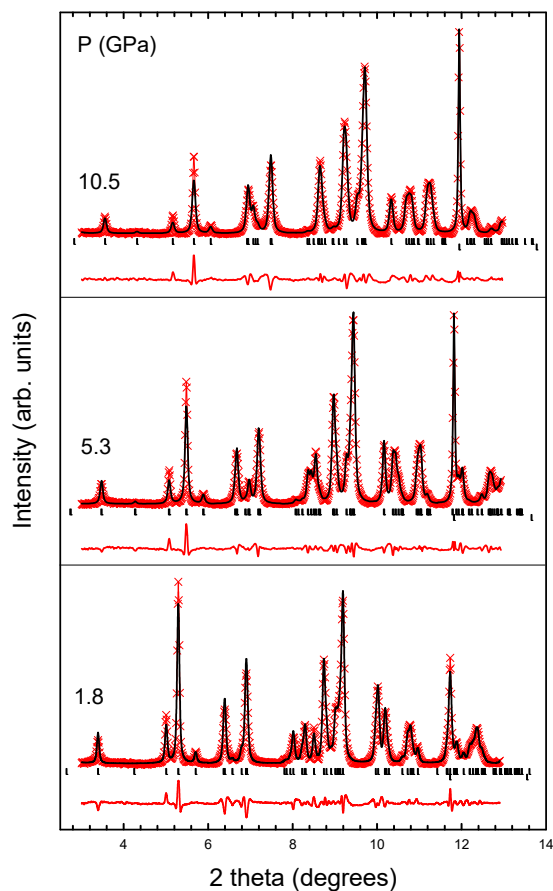 P (GPa)
10.5
5.3
1.8
Intensity (arb. units)
4 6 8 10 12 14
2 theta (degrees)